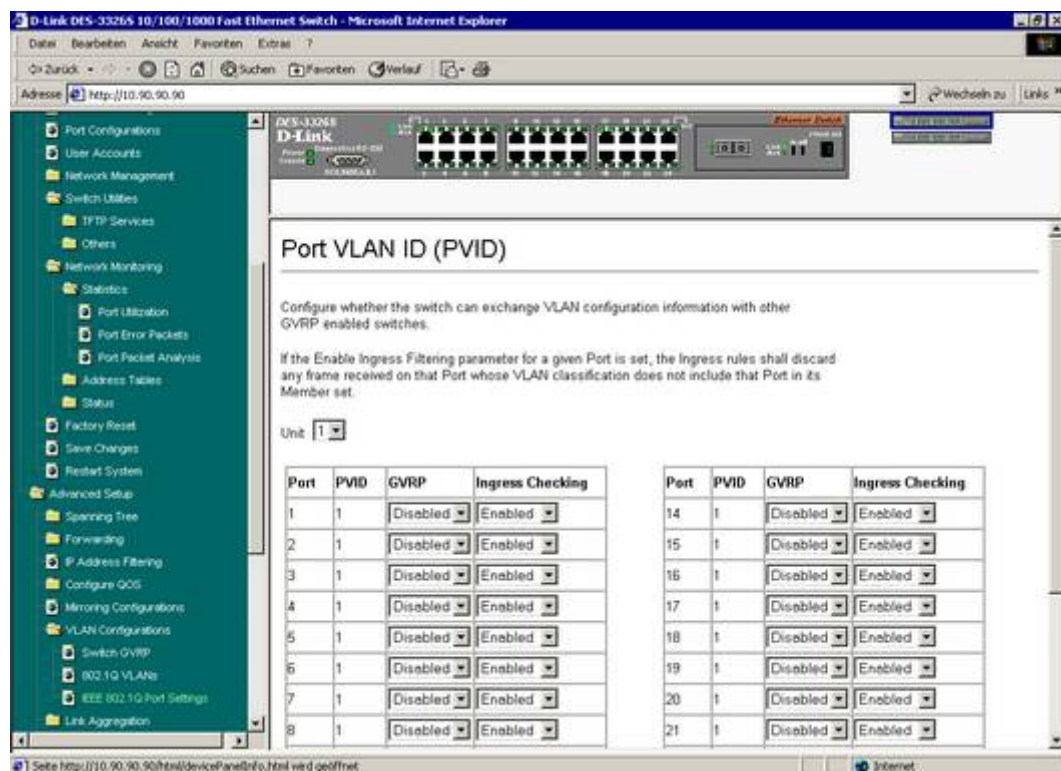 D-Link DES-3326S 10/100/1000 Fast Ethernet Switch - Microsoft Internet Explorer
Datei Bearbeiten Ansicht Favoriten Extras ?
Zurück Suchen Favoriten Verlauf
Adresse http://10.90.90.90 Wechseln zu Links »
Port Configurations
User Accounts
Network Management
Switch Utilities
TFTP Services
Others
Network Monitoring
Statistics
Port Utilization
Port Error Packets
Port Packet Analysis
Address Tables
Status
Factory Reset
Save Changes
Restart System
Advanced Setup
Spanning Tree
Forwarding
IP Address Filtering
Configure QOS
Mirroring Configurations
VLAN Configurations
Switch GVRP
802.1Q VLANs
IEEE 802.1Q Port Settings
Link Aggregation
DES-3326S
D-Link
Ethernet Switch
Port VLAN ID (PVID)
Configure whether the switch can exchange VLAN configuration information with other
GVRP enabled switches.
If the Enable Ingress Filtering parameter for a given Port is set, the Ingress rules shall discard
any frame received on that Port whose VLAN classification does not include that Port in its
Member set.
Unit 1
Port PVID GVRP Ingress Checking Port PVID GVRP Ingress Checking
1 1 Disabled Enabled 14 1 Disabled Enabled
2 1 Disabled Enabled 15 1 Disabled Enabled
3 1 Disabled Enabled 16 1 Disabled Enabled
4 1 Disabled Enabled 17 1 Disabled Enabled
5 1 Disabled Enabled 18 1 Disabled Enabled
6 1 Disabled Enabled 19 1 Disabled Enabled
7 1 Disabled Enabled 20 1 Disabled Enabled
8 1 Disabled Enabled 21 1 Disabled Enabled
Seite http://10.90.90.90/html/devicePanelInfo.html wird geöffnet Internet